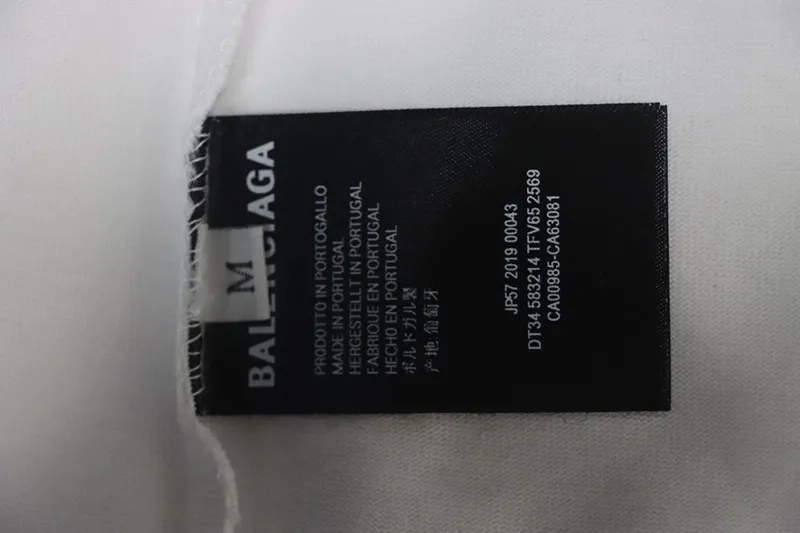 BALENCIAGA
M
PRODOTTO IN PORTOGALLO
MADE IN PORTUGAL
HERGESTELLT IN PORTUGAL
FABRIQUE EN PORTUGAL
HECHO EN PORTUGAL
ポルトガル製
产地:葡萄牙
JP57 2019 00043
DT34 583214 TFV65 2569
CA00985-CA63081